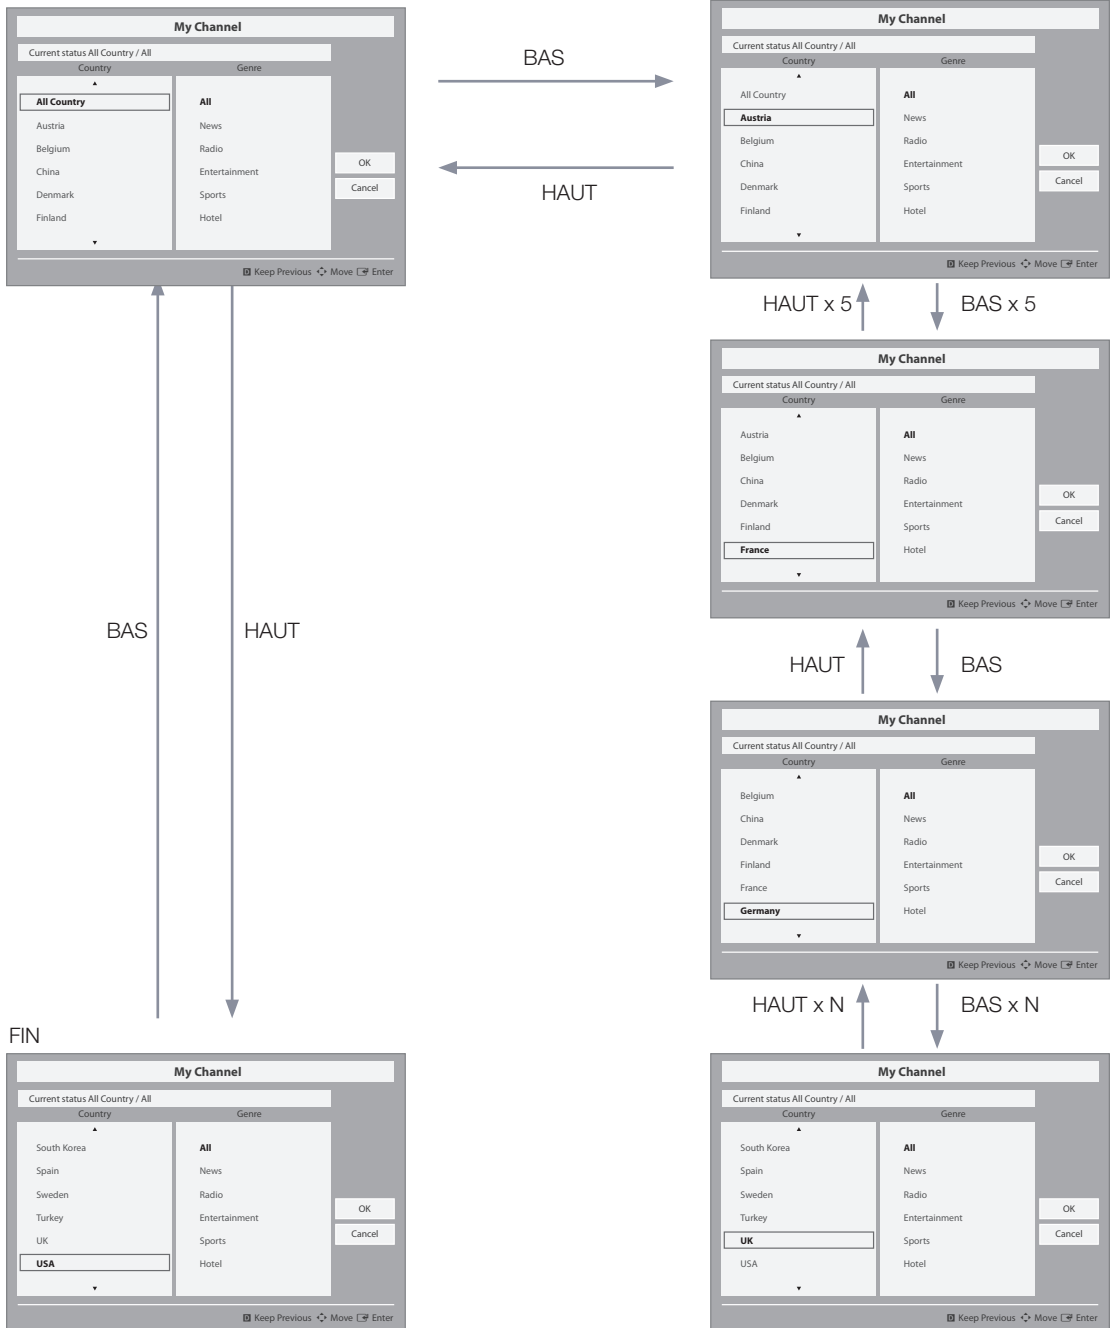 My Channel
Current status All Country / All
Country Genre
All Country All
Austria News
Belgium Radio
China Entertainment
Denmark Sports
Finland Hotel
OK
Cancel
D Keep Previous Move Enter
BAS
HAUT
My Channel
Current status All Country / All
Country Genre
All Country All
Austria News
Belgium Radio
China Entertainment
Denmark Sports
Finland Hotel
OK
Cancel
D Keep Previous Move Enter
HAUT x 5
BAS x 5
My Channel
Current status All Country / All
Country Genre
Austria All
Belgium News
China Radio
Denmark Entertainment
Finland Sports
France Hotel
OK
Cancel
D Keep Previous Move Enter
BAS
HAUT
HAUT
BAS
My Channel
Current status All Country / All
Country Genre
Belgium All
China News
Denmark Radio
Finland Entertainment
France Sports
Germany Hotel
OK
Cancel
D Keep Previous Move Enter
HAUT x N
BAS x N
FIN
My Channel
Current status All Country / All
Country Genre
South Korea All
Spain News
Sweden Radio
Turkey Entertainment
UK Sports
USA Hotel
OK
Cancel
D Keep Previous Move Enter
My Channel
Current status All Country / All
Country Genre
South Korea All
Spain News
Sweden Radio
Turkey Entertainment
UK Sports
USA Hotel
OK
Cancel
D Keep Previous Move Enter